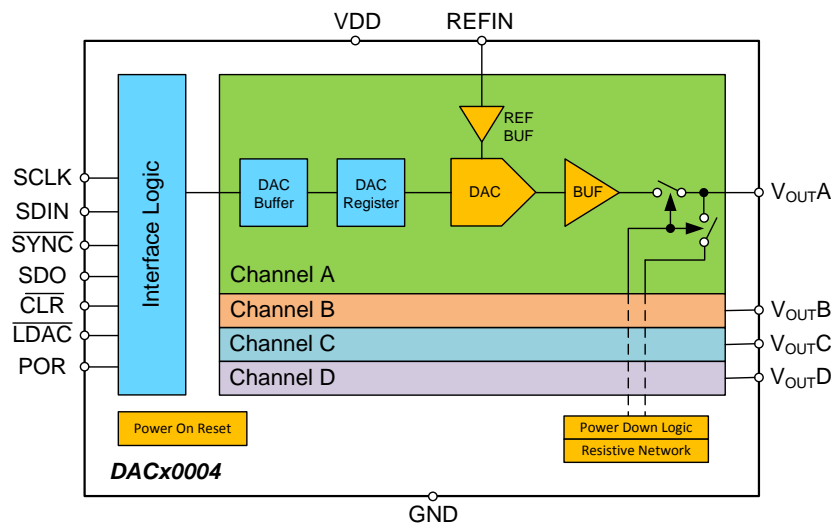 VDD
REFIN
REF
BUF
SCLK
SDIN
SYNC
SDO
CLR
LDAC
POR
Interface Logic
DAC
Buffer
DAC
Register
DAC
BUF
VOUTA
Channel A
Channel B
VOUTB
Channel C
VOUTC
Channel D
VOUTD
Power On Reset
Power Down Logic
Resistive Network
DACx0004
GND